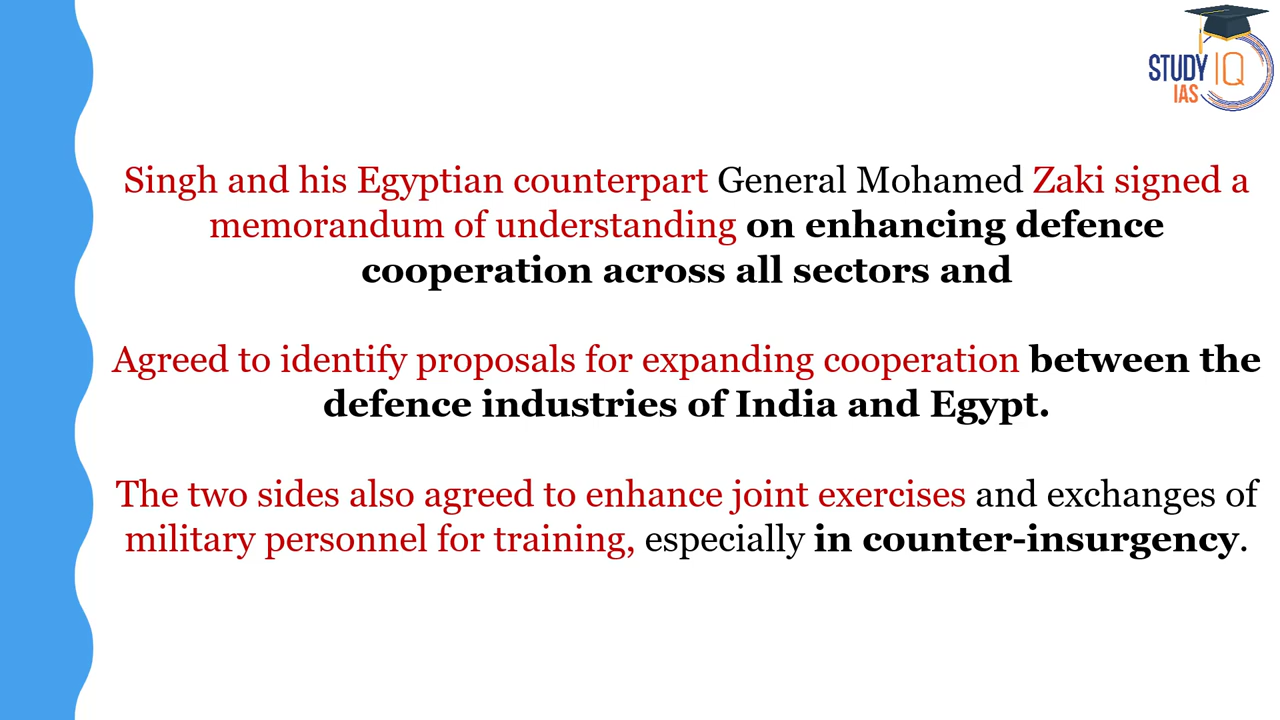 STUDY IQ
IAS
Singh and his Egyptian counterpart General Mohamed Zaki signed a
memorandum of understanding on enhancing defence
cooperation across all sectors and
Agreed to identify proposals for expanding cooperation between the
defence industries of India and Egypt.
The two sides also agreed to enhance joint exercises and exchanges of
military personnel for training, especially in counter-insurgency.